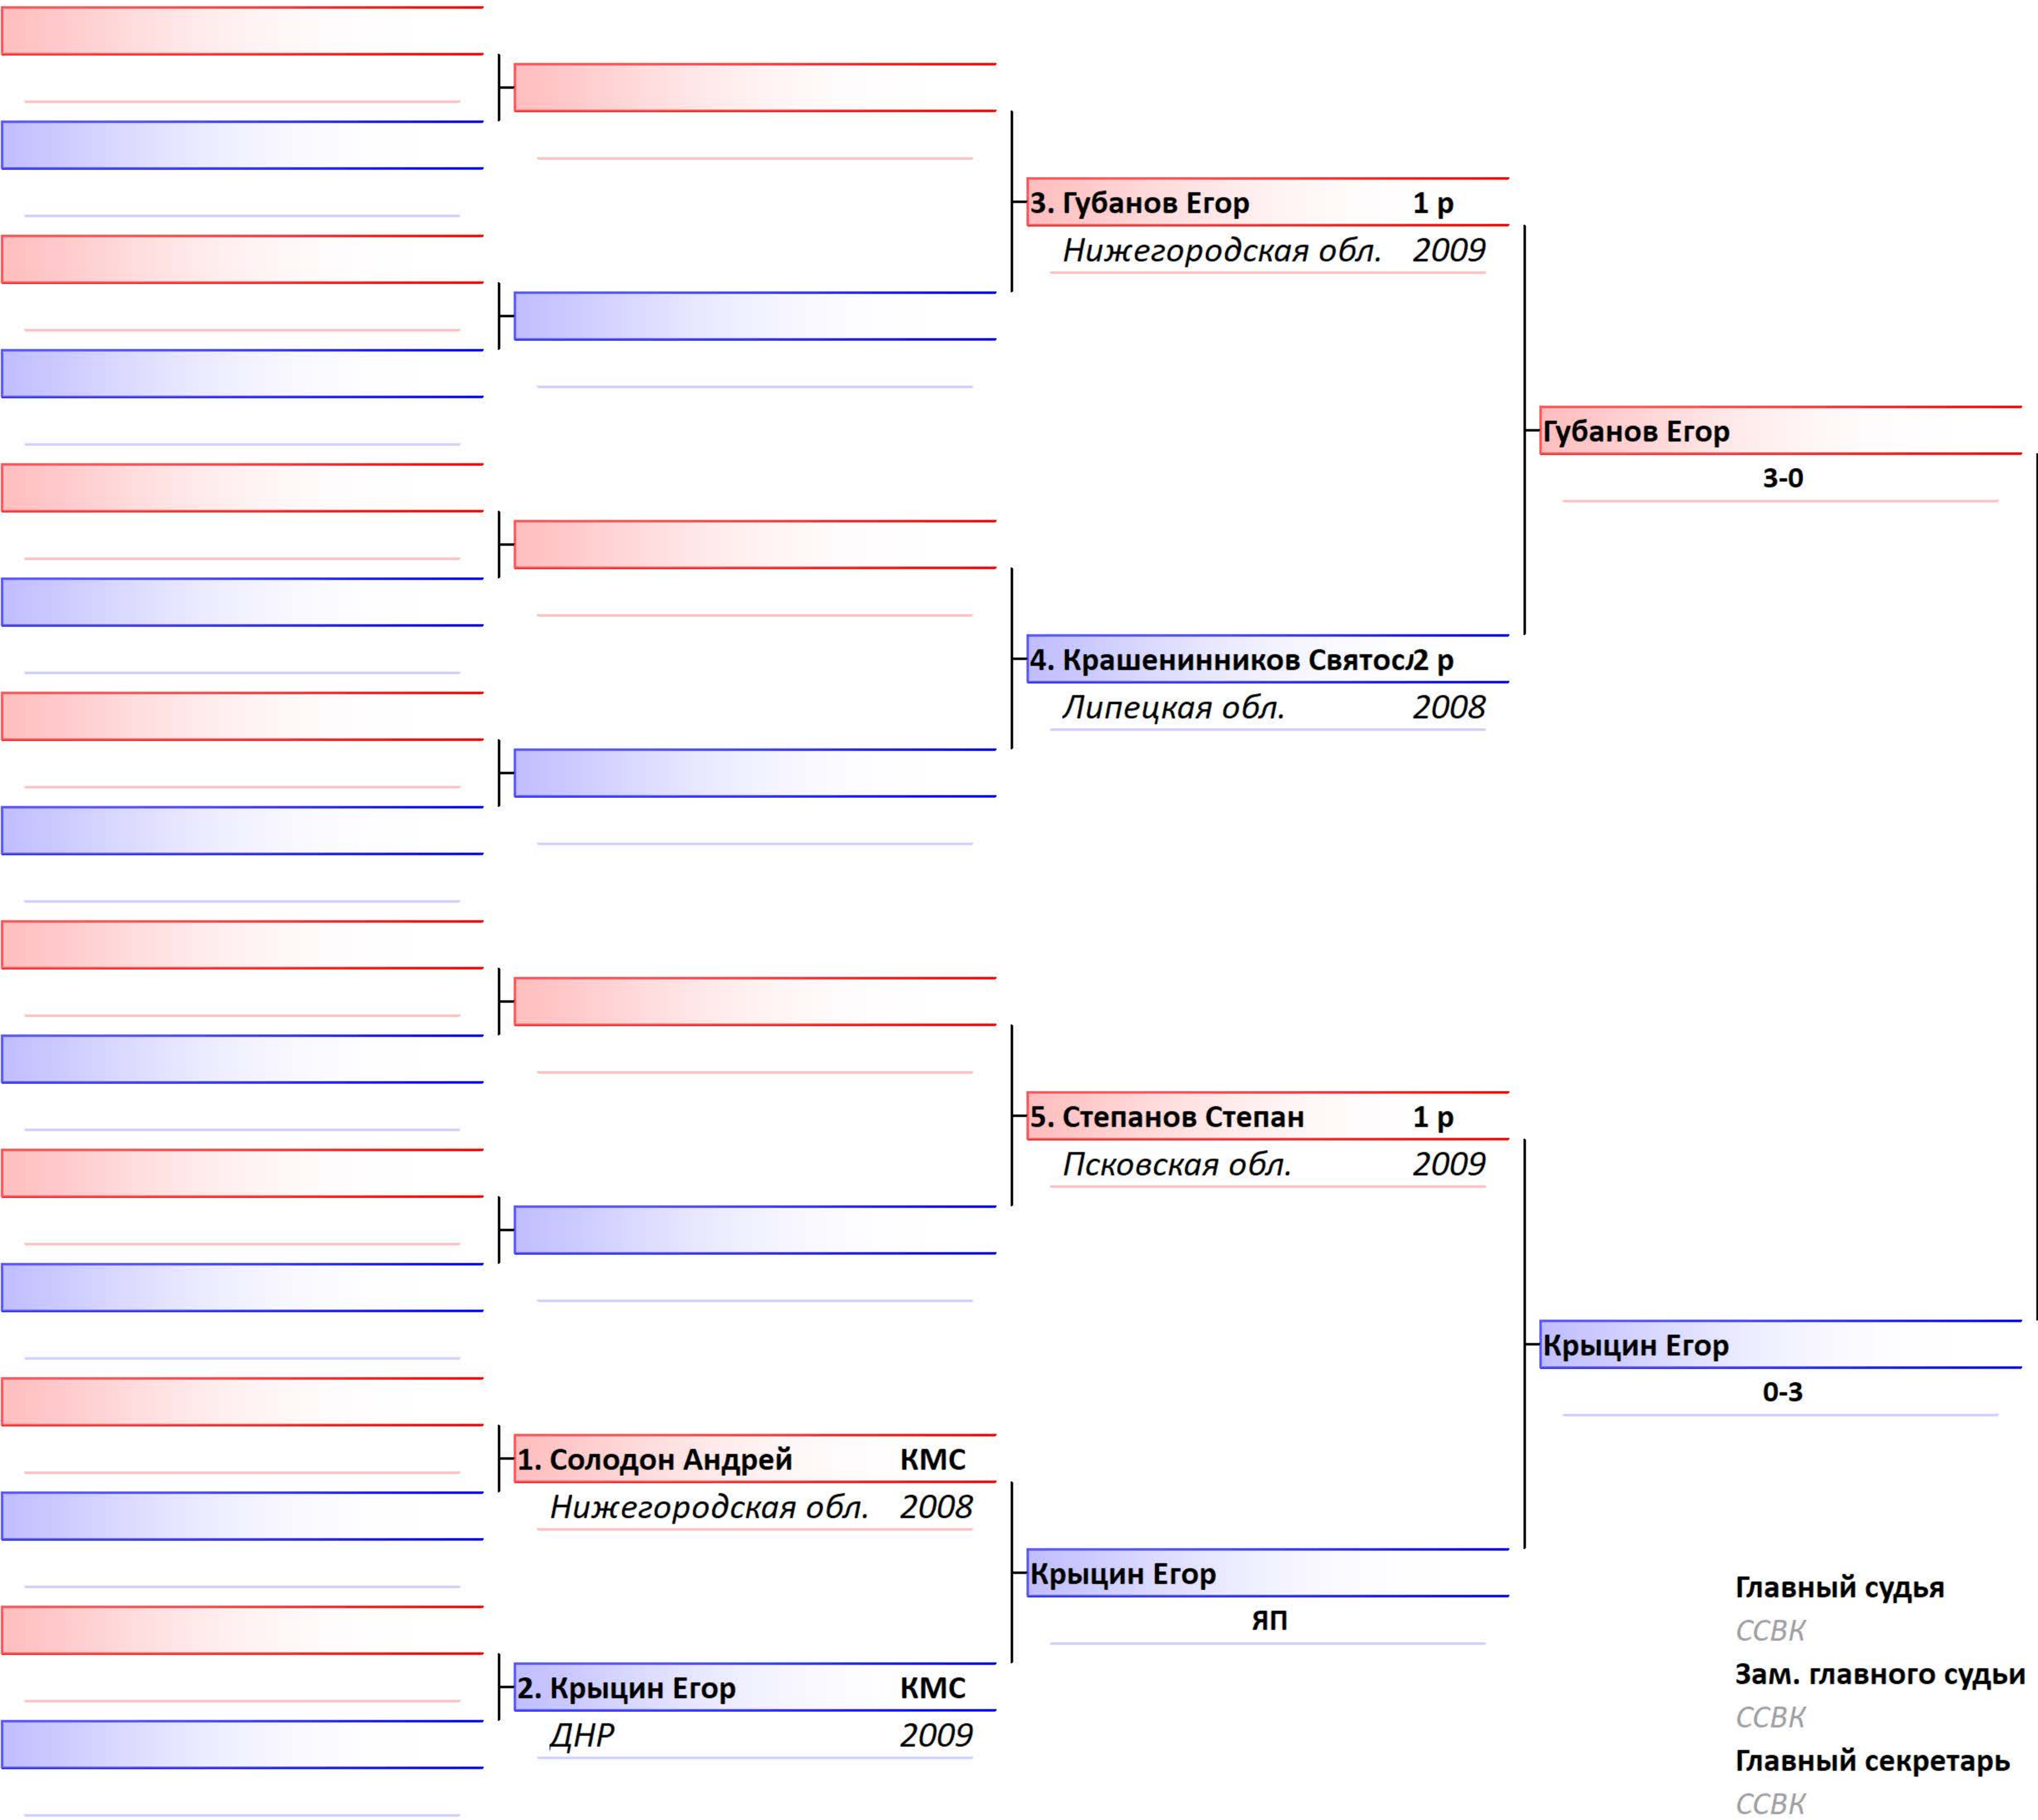 3. Губанов Егор 1 р
Нижегородская обл. 2009
Губанов Егор
3-0
4. Крашенинников Святосл 2 р
Липецкая обл. 2008
5. Степанов Степан 1 р
Псковская обл. 2009
Крыцин Егор
0-3
1. Солодон Андрей КМС
Нижегородская обл. 2008
Крыцин Егор
ЯП
2. Крыцин Егор КМС
ДНР 2009
Главный судья
ССВК
Зам. главного судьи
ССВК
Главный секретарь
ССВК